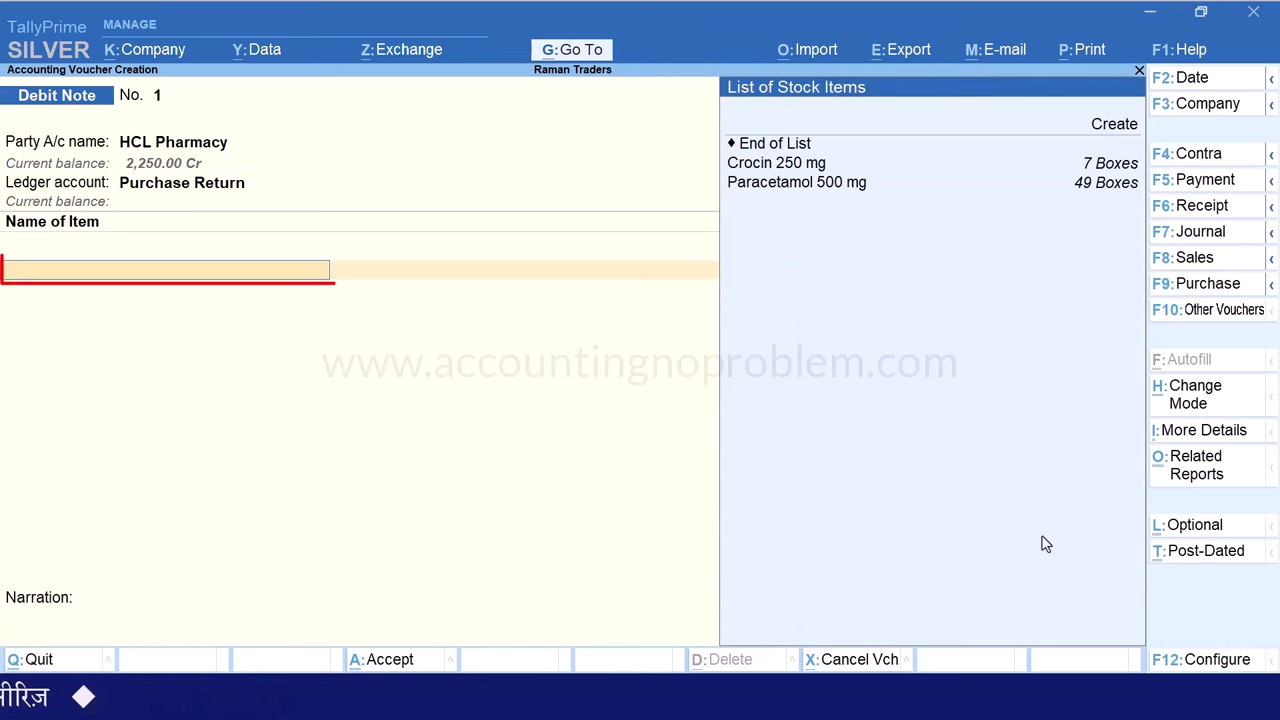 TallyPrime MANAGE
SILVER K:Company Y:Data Z:Exchange G:Go To O:Import E:Export M:E-mail P:Print F1:Help
Accounting Voucher Creation Raman Traders
Debit Note No. 1
Party A/c name: HCL Pharmacy
Current balance: 2,250.00 Cr
Ledger account: Purchase Return
Current balance:
Name of Item
List of Stock Items
Create
♦ End of List
Crocin 250 mg 7 Boxes
Paracetamol 500 mg 49 Boxes
www.accountingnoproblem.com
Narration:
F2:Date
F3:Company
F4:Contra
F5:Payment
F6:Receipt
F7:Journal
F8:Sales
F9:Purchase
F10:Other Vouchers
F:Autofill
H:Change
Mode
I:More Details
O:Related
Reports
L:Optional
T:Post-Dated
Q:Quit A:Accept D:Delete X:Cancel Vch F12:Configure